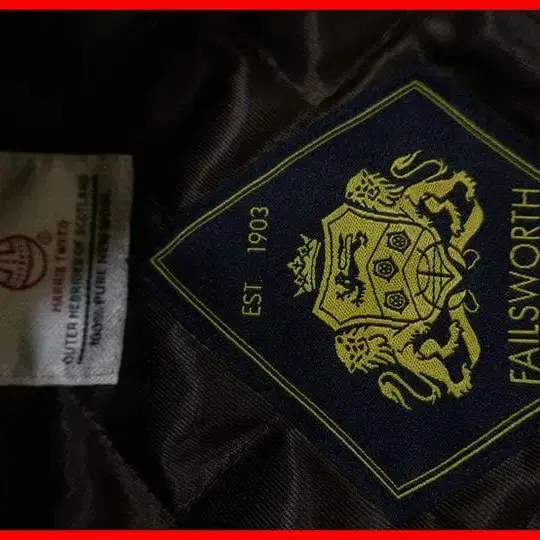 HARRIS TWEED
OUTER HEBRIDES OF SCOTLAND
100% PURE NEW WOOL
EST. 1903
FAILSWORTH